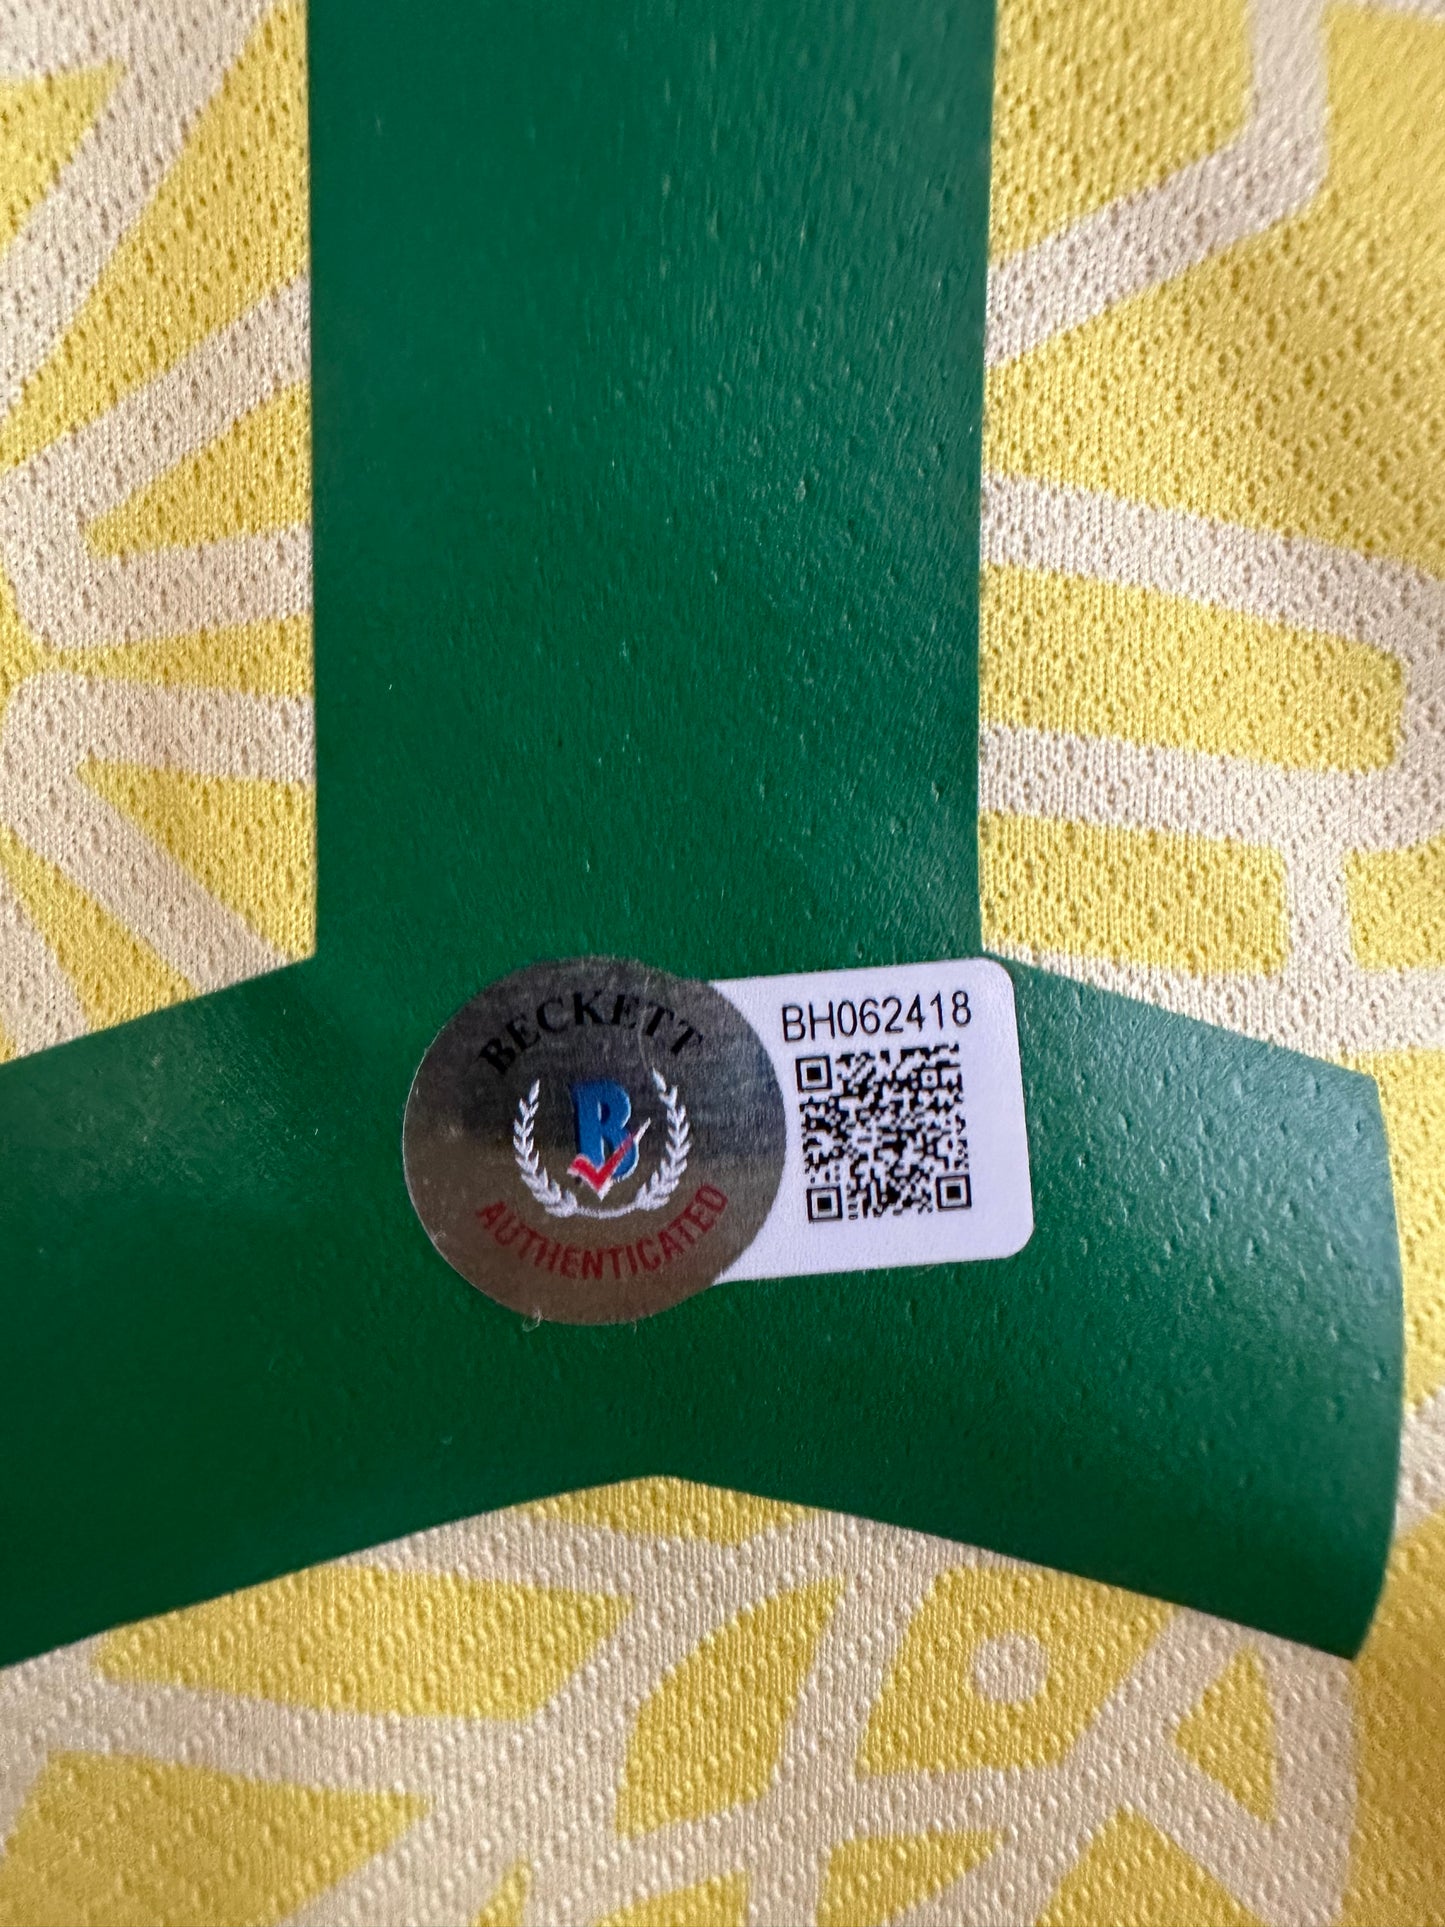 BECKETT
B
AUTHENTICATED
BH062418